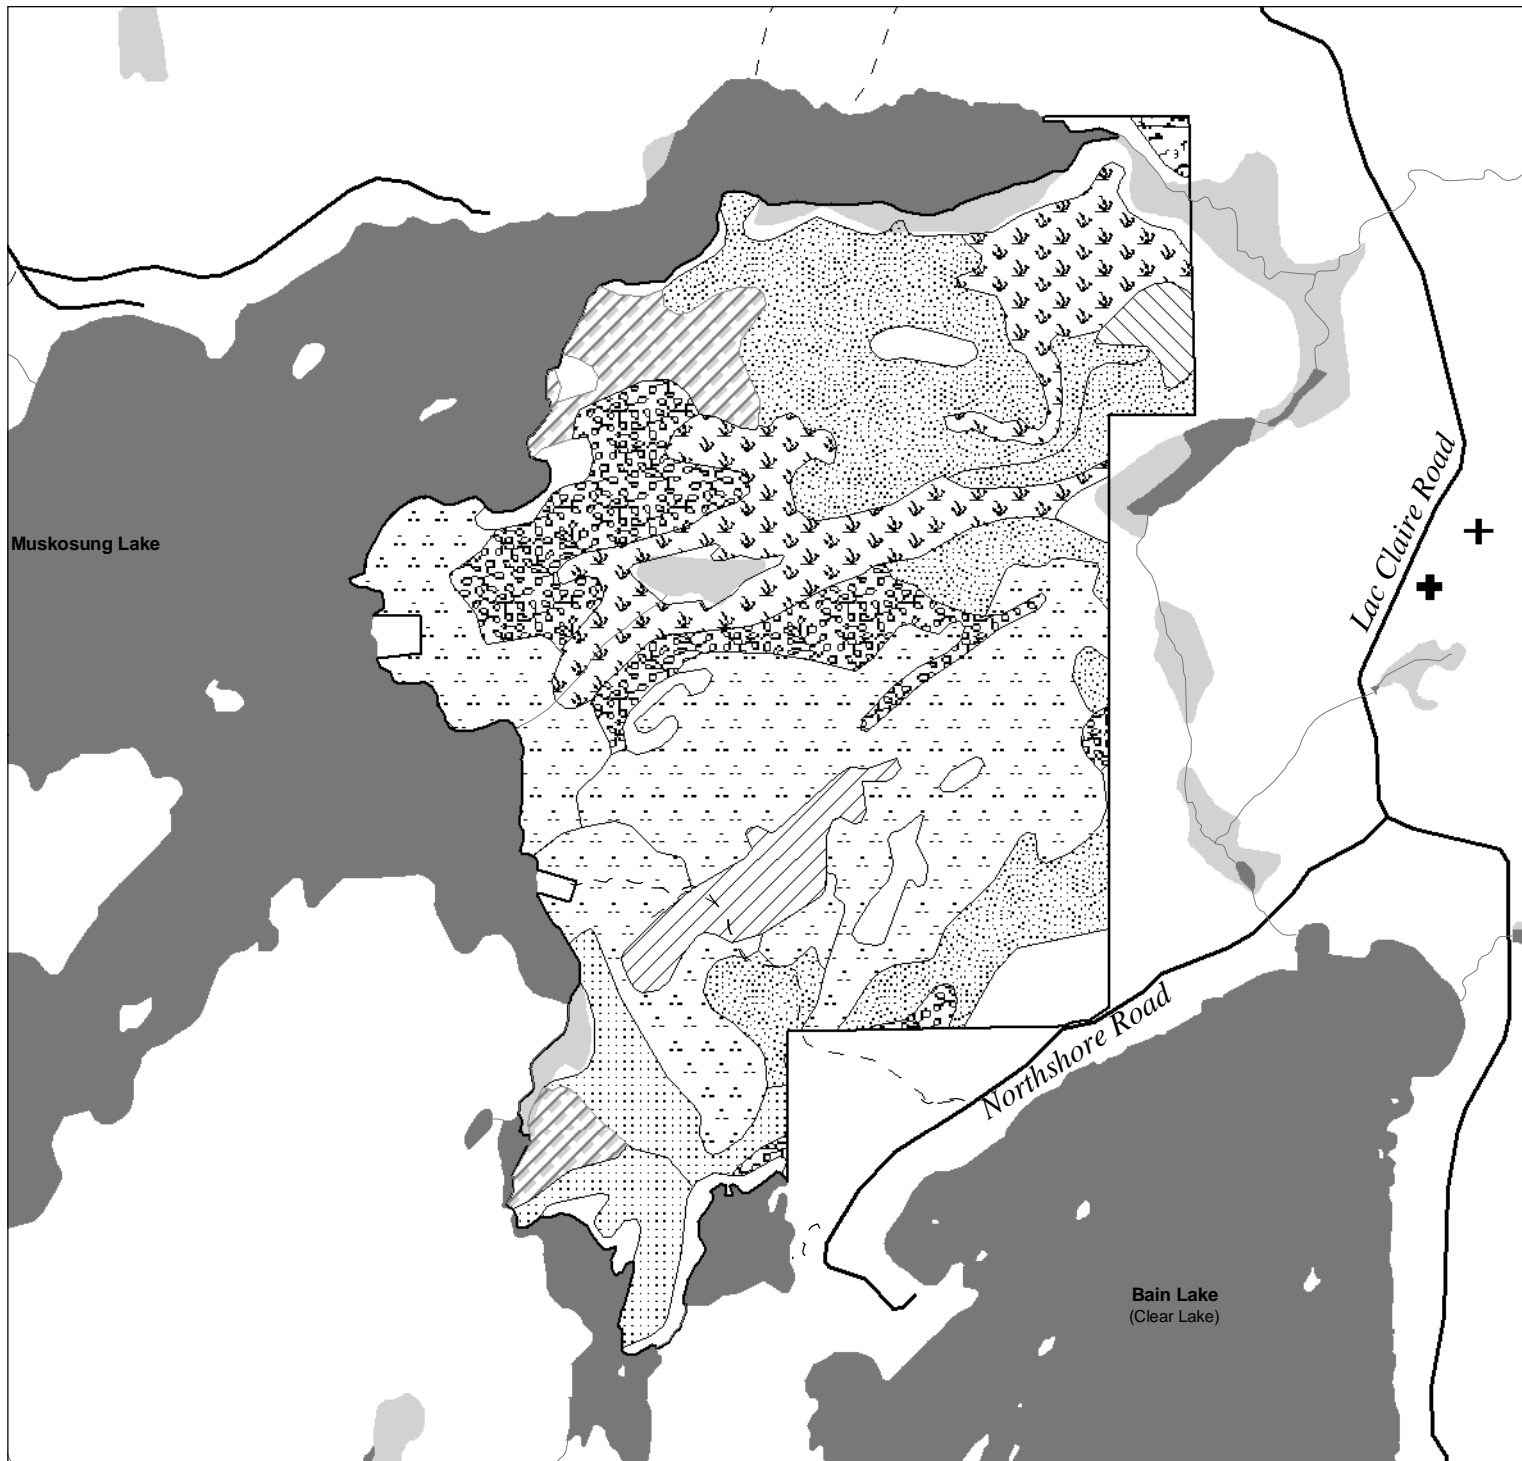 Lac Claire Road
Muskosung Lake
Northshore Road
Bain Lake
(Clear Lake)